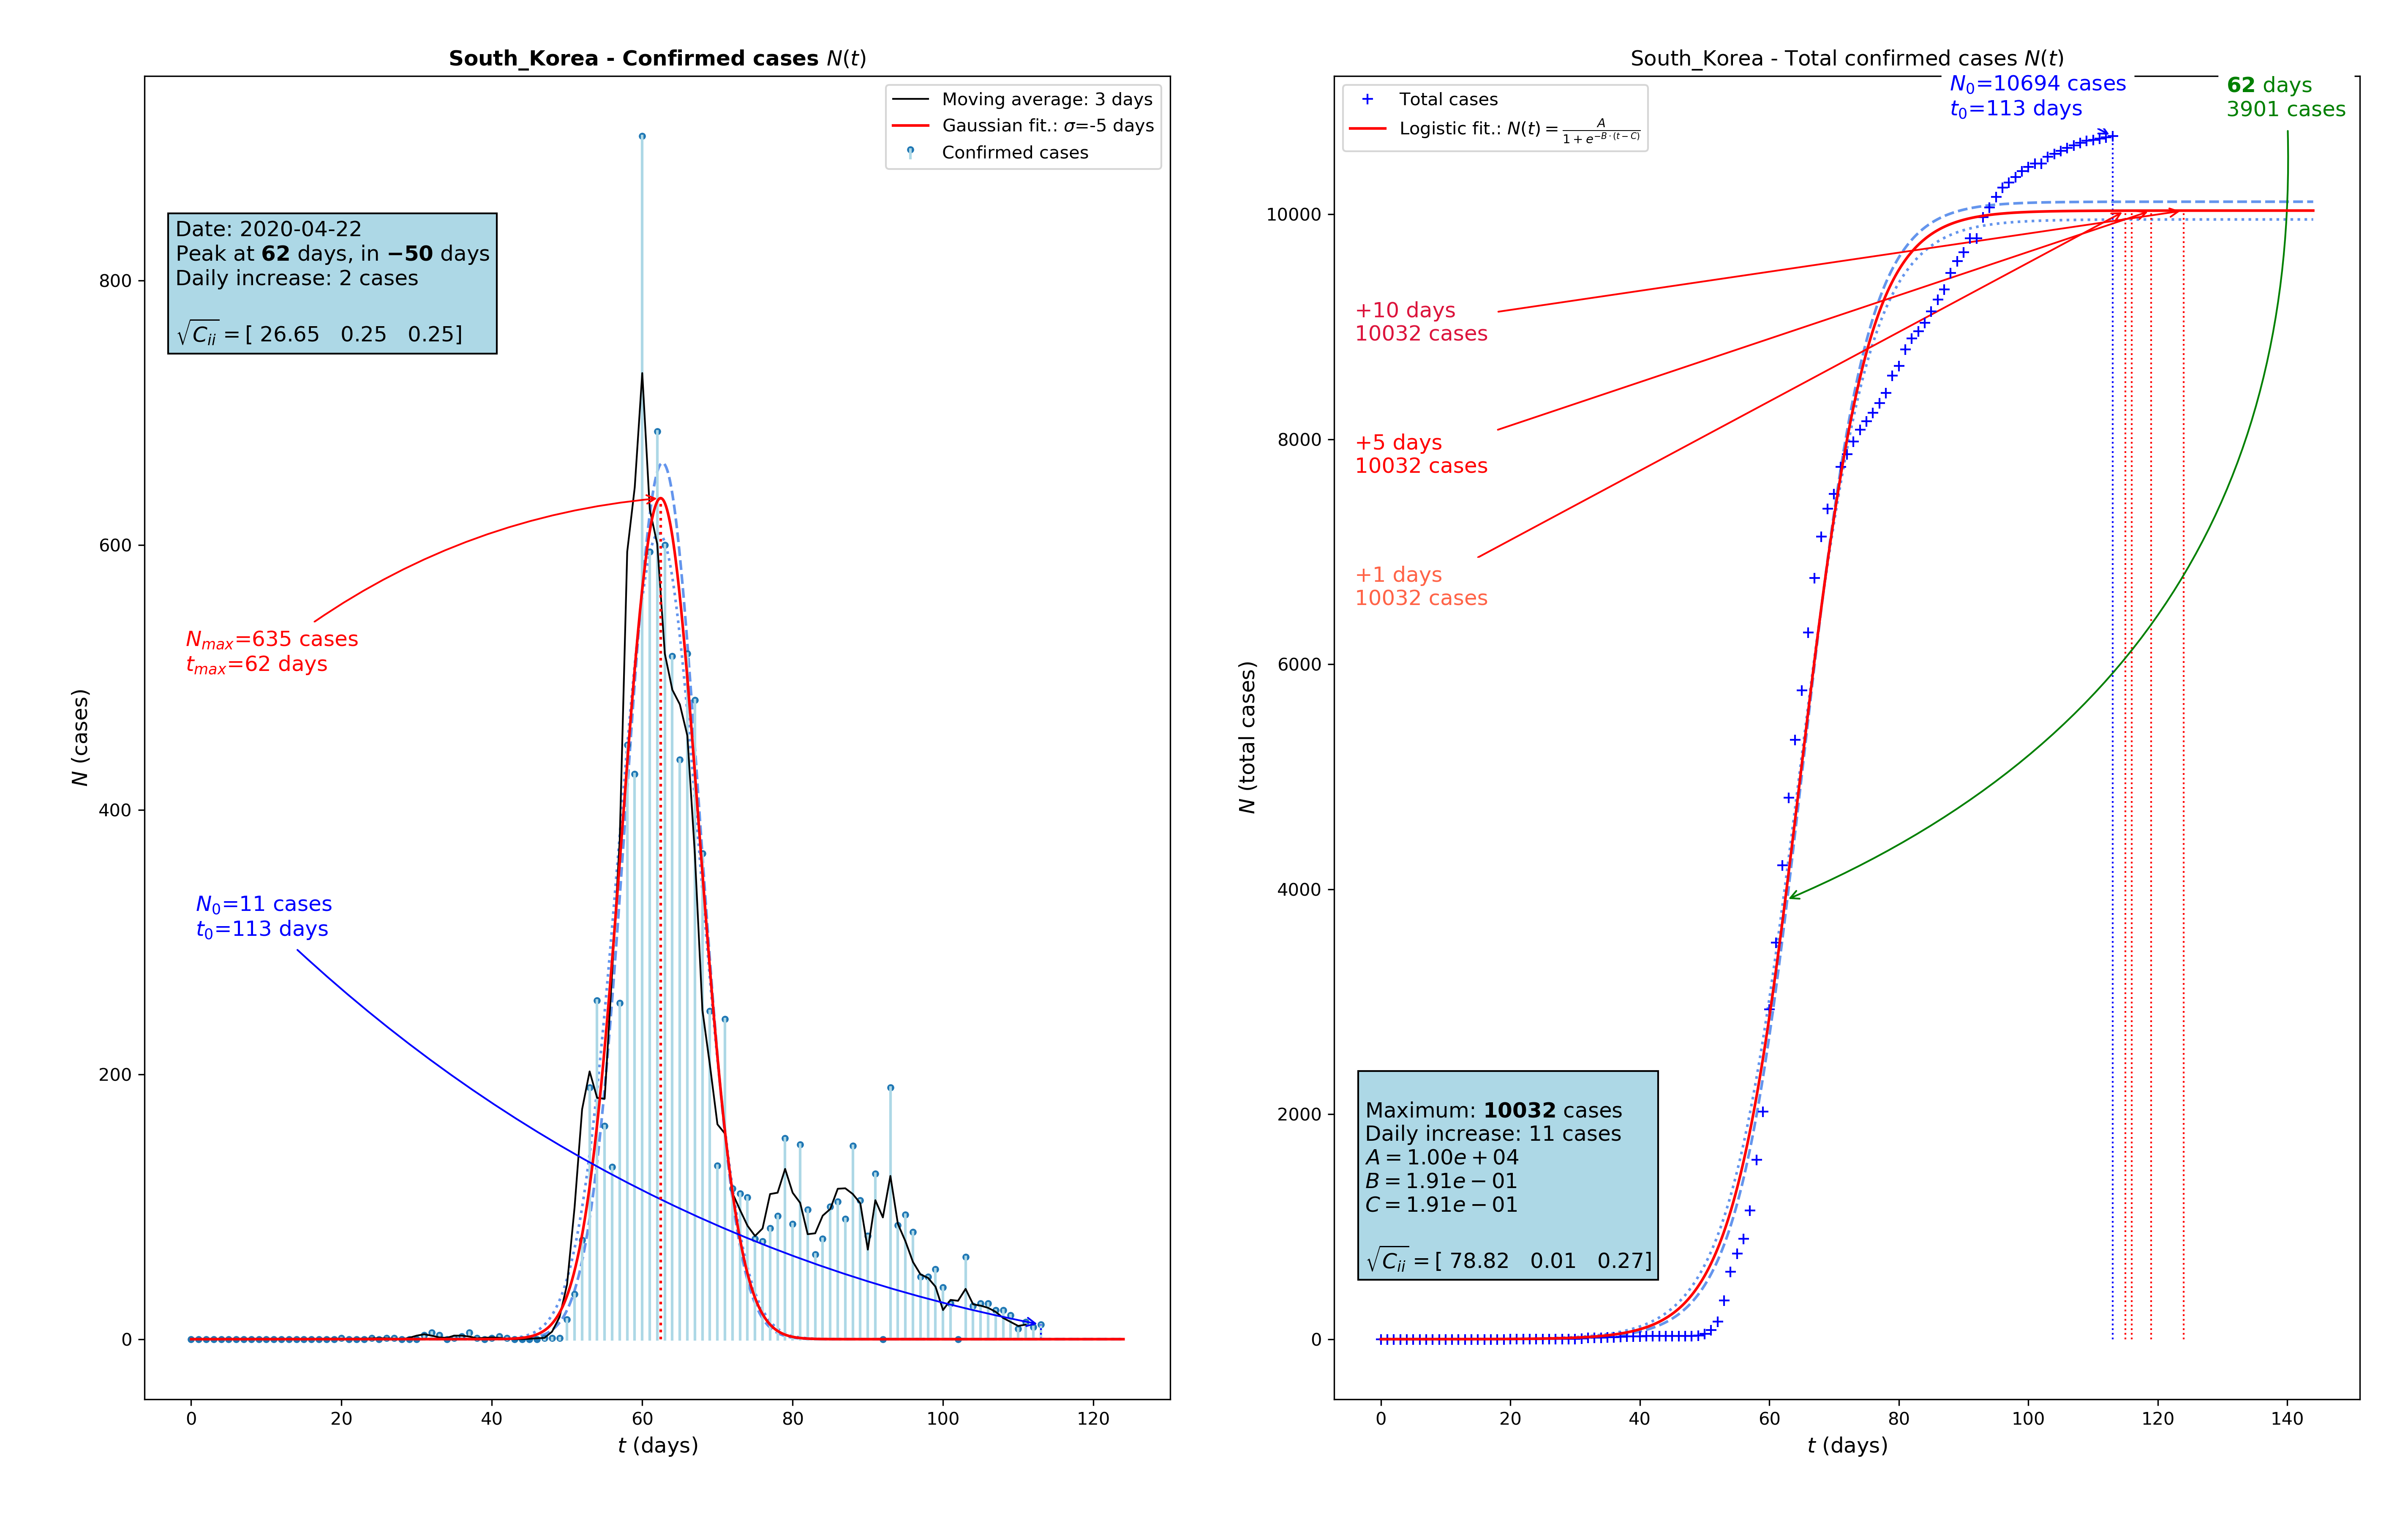 South_Korea - Confirmed cases N(t)
Moving average: 3 days
Gaussian fit.: σ=-5 days
Confirmed cases
Date: 2020-04-22
Peak at 62 days, in −50 days
Daily increase: 2 cases
√C_ii = [ 26.65 0.25 0.25]
N_max=635 cases
t_max=62 days
N_0=11 cases
t_0=113 days
N (cases)
800
600
400
200
0
0 20 40 60 80 100 120
t (days)
South_Korea - Total confirmed cases N(t)
N_0=10694 cases
t_0=113 days
62 days
3901 cases
Total cases
Logistic fit.: N(t) = A / (1 + e^{−B·(t−C)})
+10 days
10032 cases
+5 days
10032 cases
+1 days
10032 cases
Maximum: 10032 cases
Daily increase: 11 cases
A = 1.00e + 04
B = 1.91e − 01
C = 1.91e − 01
√C_ii = [ 78.82 0.01 0.27]
N (total cases)
10000
8000
6000
4000
2000
0
0 20 40 60 80 100 120 140
t (days)